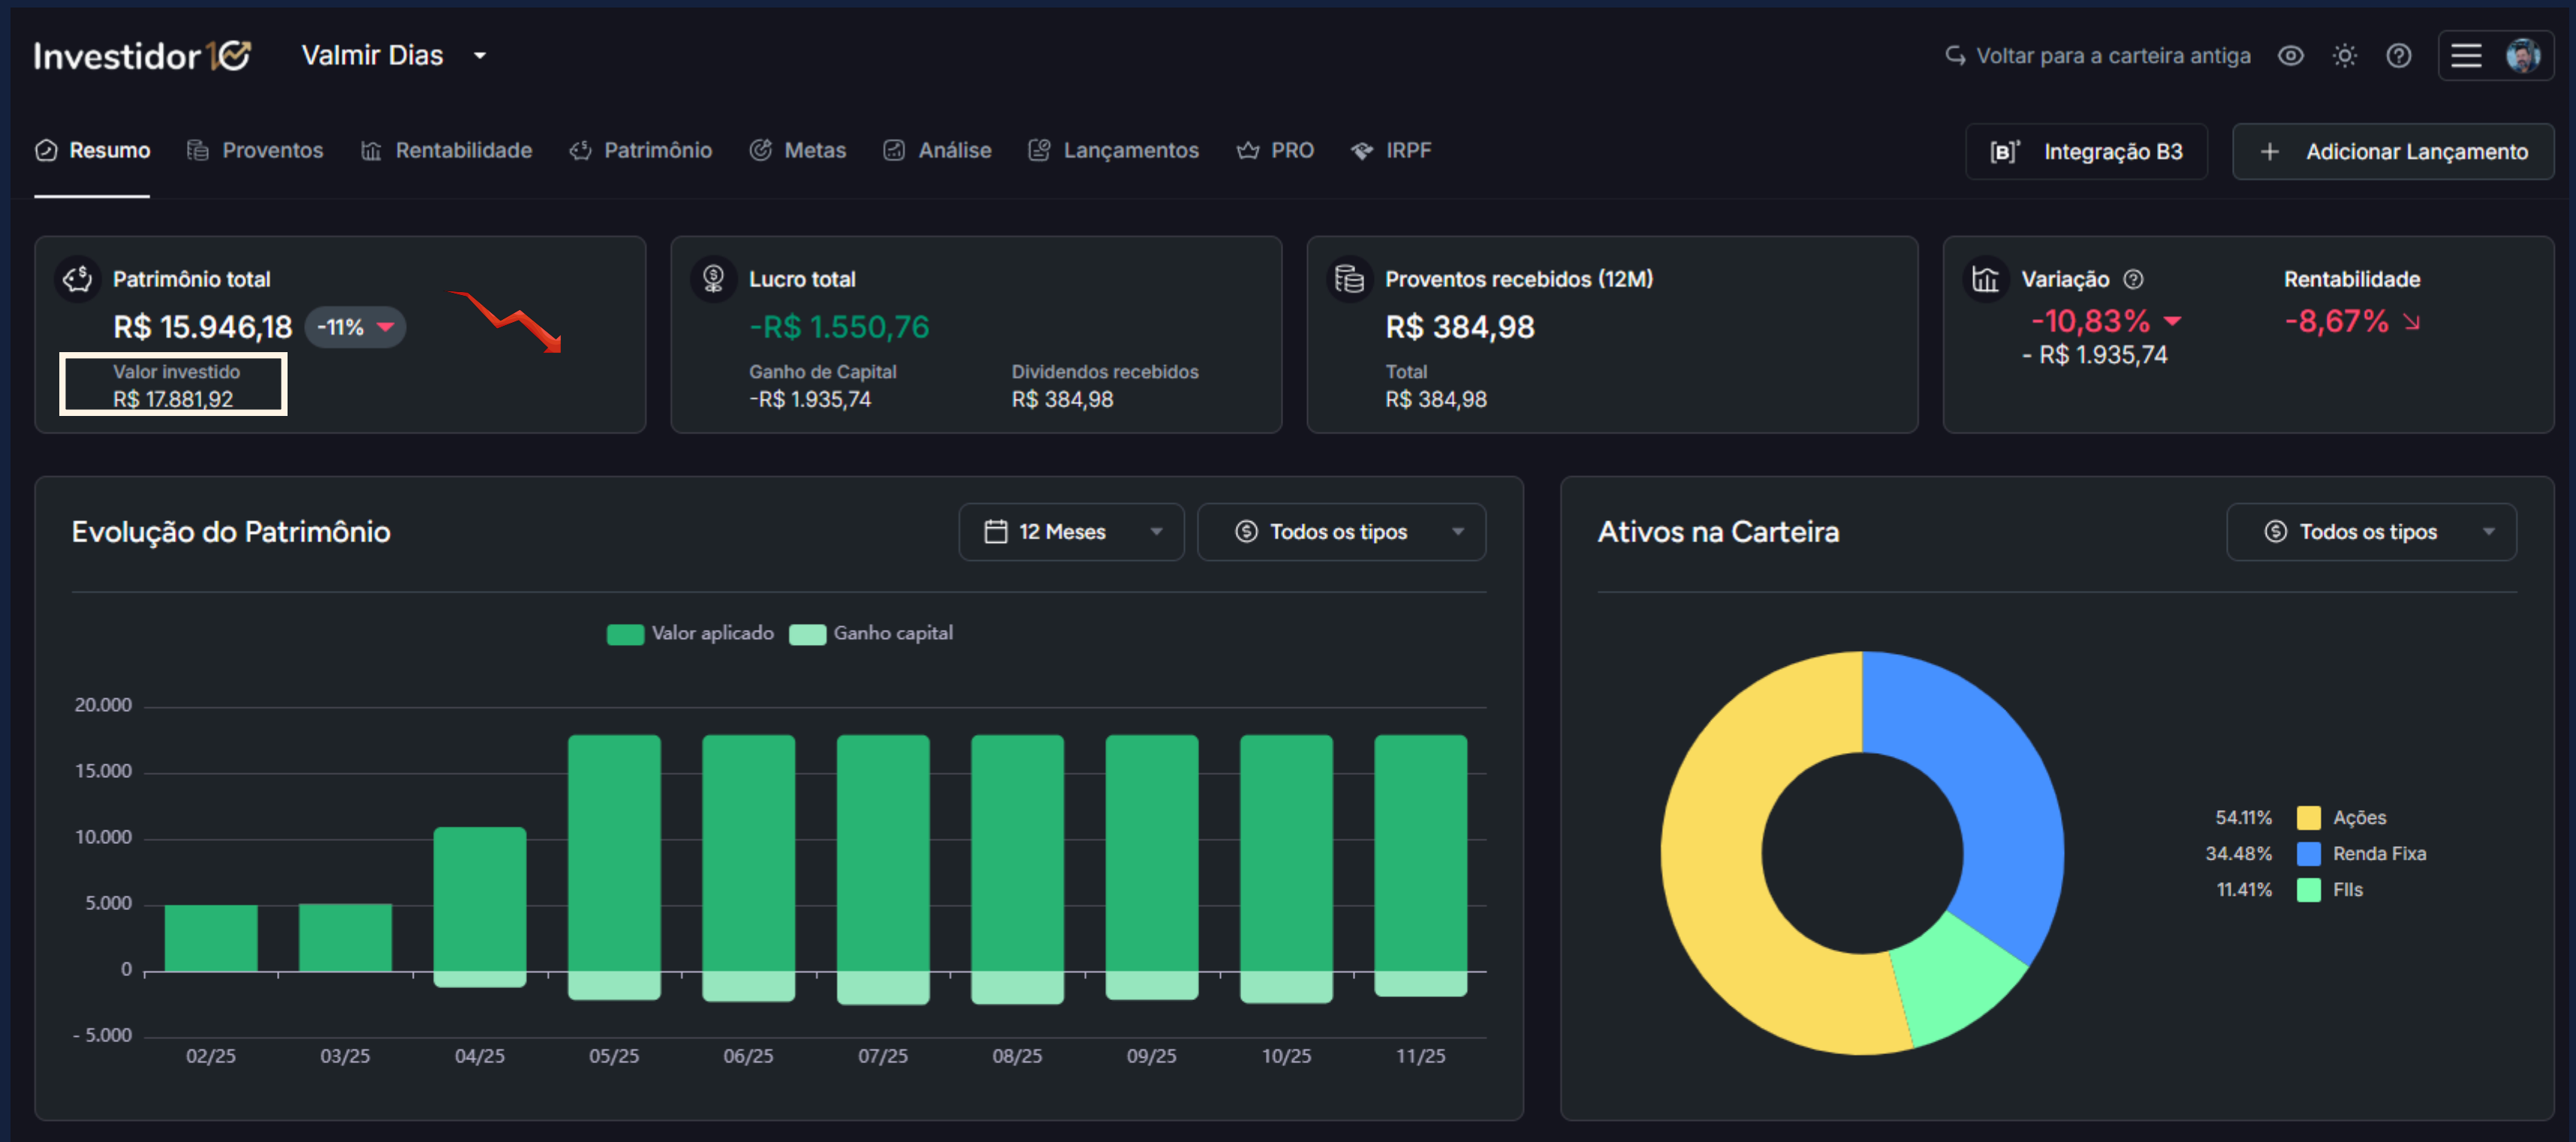 Investidor10
Valmir Dias
Voltar para a carteira antiga
Resumo
Proventos
Rentabilidade
Patrimônio
Metas
Análise
Lançamentos
PRO
IRPF
[B]³ Integração B3
+ Adicionar Lançamento
Patrimônio total
R$ 15.946,18 -11%
Valor investido
R$ 17.881,92
Lucro total
-R$ 1.550,76
Ganho de Capital
-R$ 1.935,74
Dividendos recebidos
R$ 384,98
Proventos recebidos (12M)
R$ 384,98
Total
R$ 384,98
Variação
-10,83%
- R$ 1.935,74
Rentabilidade
-8,67%
Evolução do Patrimônio
12 Meses
Todos os tipos
Valor aplicado
Ganho capital
20.000
15.000
10.000
5.000
0
- 5.000
02/25 03/25 04/25 05/25 06/25 07/25 08/25 09/25 10/25 11/25
Ativos na Carteira
Todos os tipos
54.11% Ações
34.48% Renda Fixa
11.41% FIIs